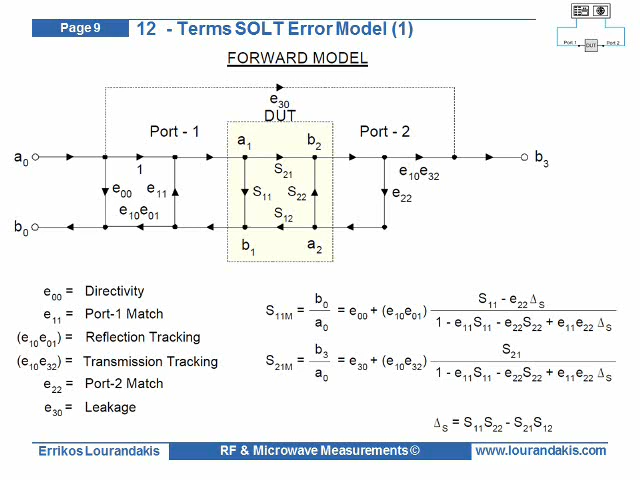 Page 9
12 - Terms SOLT Error Model (1)
Port 1
DUT
Port 2
FORWARD MODEL
e30
DUT
Port - 1
Port - 2
a1
b2
a0
1
S21
e10e32
b3
e00
e11
S11
S22
e22
e10e01
S12
b0
b1
a2
e00 = Directivity
e11 = Port-1 Match
(e10e01) = Reflection Tracking
(e10e32) = Transmission Tracking
e22 = Port-2 Match
e30 = Leakage
S11M = b0 / a0 = e00 + (e10e01) S11 - e22 ΔS / 1 - e11S11 - e22S22 + e11e22 ΔS
S21M = b3 / a0 = e30 + (e10e32) S21 / 1 - e11S11 - e22S22 + e11e22 ΔS
ΔS = S11S22 - S21S12
Errikos Lourandakis
RF & Microwave Measurements ©
www.lourandakis.com